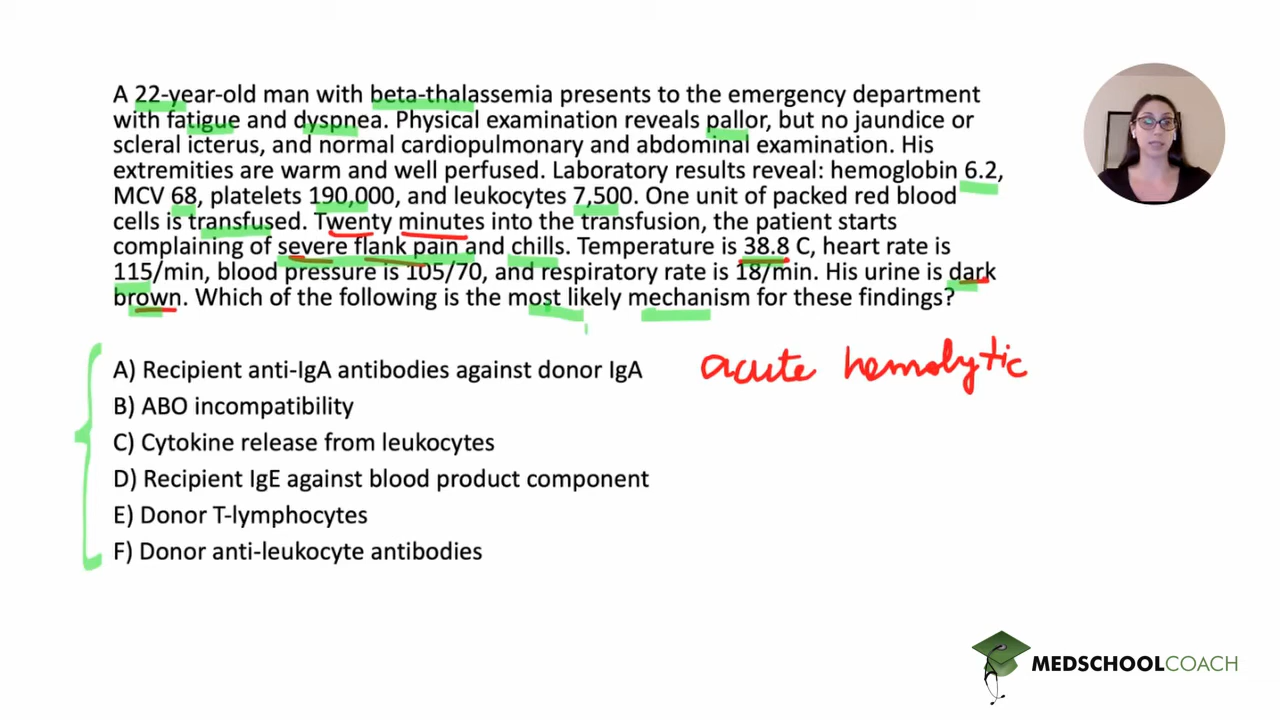 A 22-year-old man with beta-thalassemia presents to the emergency department
with fatigue and dyspnea. Physical examination reveals pallor, but no jaundice or
scleral icterus, and normal cardiopulmonary and abdominal examination. His
extremities are warm and well perfused. Laboratory results reveal: hemoglobin 6.2,
MCV 68, platelets 190,000, and leukocytes 7,500. One unit of packed red blood
cells is transfused. Twenty minutes into the transfusion, the patient starts
complaining of severe flank pain and chills. Temperature is 38.8 C, heart rate is
115/min, blood pressure is 105/70, and respiratory rate is 18/min. His urine is dark
brown. Which of the following is the most likely mechanism for these findings?
A) Recipient anti-IgA antibodies against donor IgA
acute hemolytic
B) ABO incompatibility
C) Cytokine release from leukocytes
D) Recipient IgE against blood product component
E) Donor T-lymphocytes
F) Donor anti-leukocyte antibodies
MEDSCHOOLCOACH